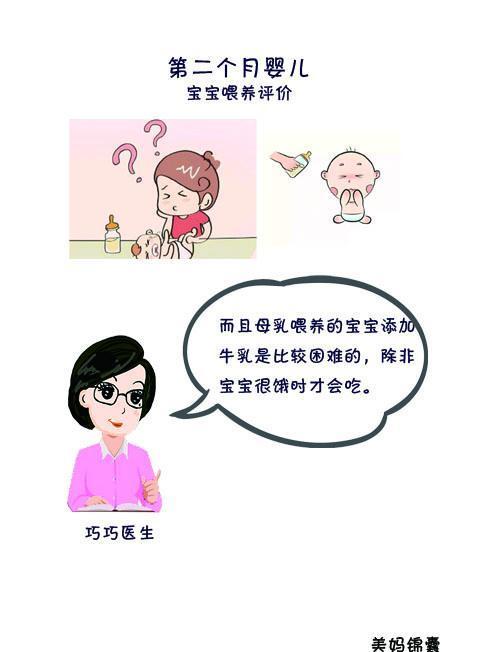 第二个月婴儿
宝宝喂养评价
而且母乳喂养的宝宝添加
牛乳是比较困难的，除非
宝宝很饿时才会吃。
巧巧医生
美妈锦囊